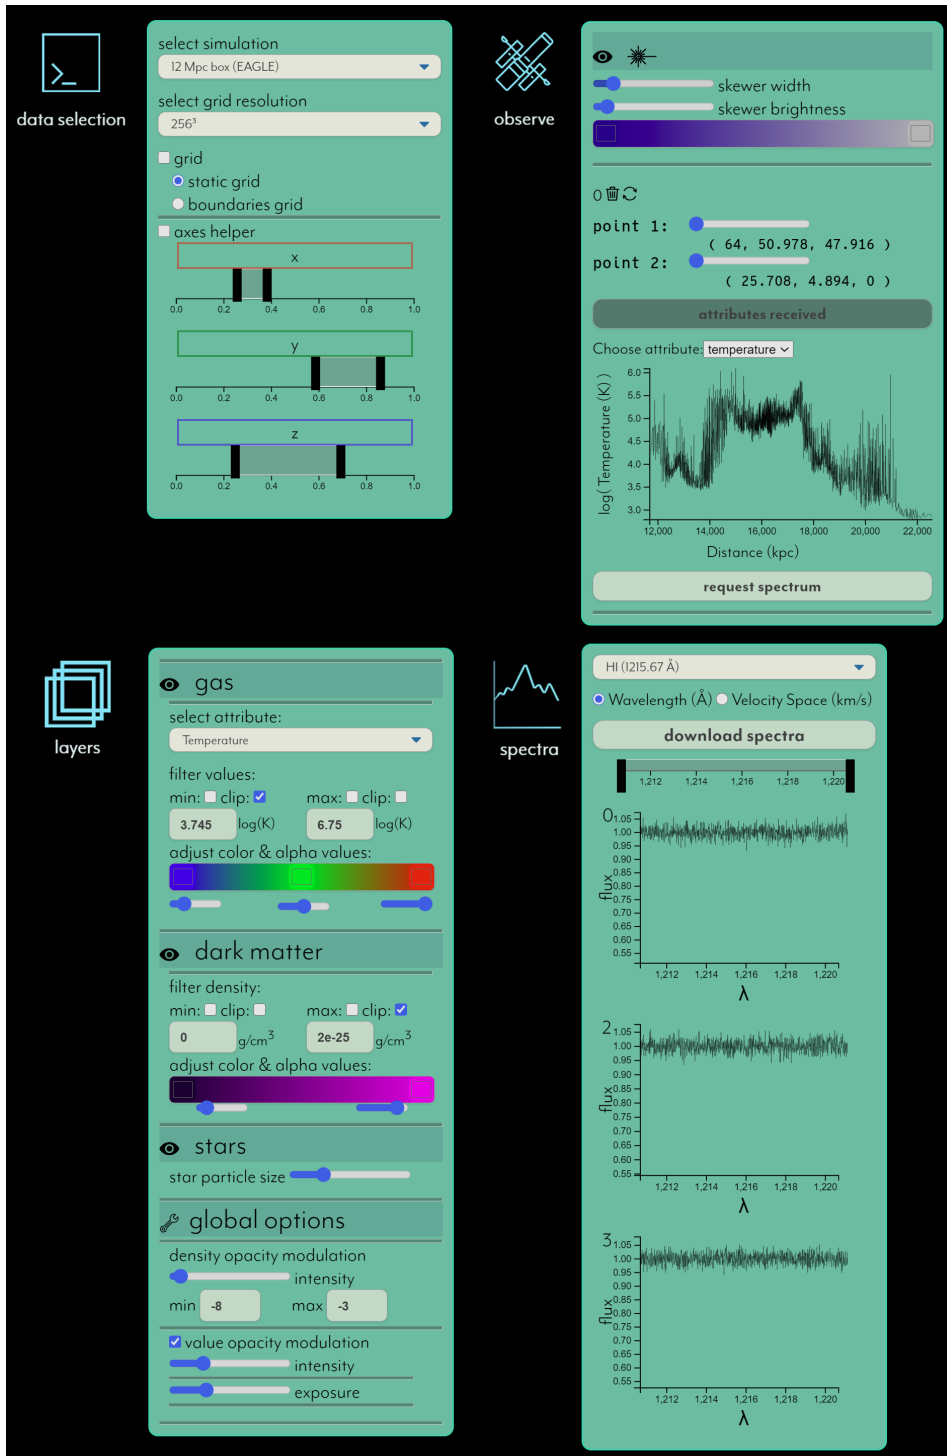 data selection
select simulation
12 Mpc box (EAGLE)
select grid resolution
256³
grid
static grid
boundaries grid
axes helper
x
0.0 0.2 0.4 0.6 0.8 1.0
y
0.0 0.2 0.4 0.6 0.8 1.0
z
0.0 0.2 0.4 0.6 0.8 1.0
observe
skewer width
skewer brightness
0
point 1:
( 64, 50.978, 47.916 )
point 2:
( 25.708, 4.894, 0 )
attributes received
Choose attribute: temperature
log( Temperature (K) )
6.0
5.5
5.0
4.5
4.0
3.5
3.0
12,000 14,000 16,000 18,000 20,000 22,000
Distance (kpc)
request spectrum
layers
gas
select attribute:
Temperature
filter values:
min: clip: max: clip:
3.745 log(K) 6.75 log(K)
adjust color & alpha values:
dark matter
filter density:
min: clip: max: clip:
0 g/cm³ 2e-25 g/cm³
adjust color & alpha values:
stars
star particle size
global options
density opacity modulation
intensity
min -8 max -3
value opacity modulation
intensity
exposure
spectra
HI (1215.67 Å)
Wavelength (Å) Velocity Space (km/s)
download spectra
1,212 1,214 1,216 1,218 1,220
0
flux
1.05
1.00
0.95
0.90
0.85
0.80
0.75
0.70
0.65
0.60
0.55
1,212 1,214 1,216 1,218 1,220
λ
2
flux
1.05
1.00
0.95
0.90
0.85
0.80
0.75
0.70
0.65
0.60
0.55
1,212 1,214 1,216 1,218 1,220
λ
3
flux
1.05
1.00
0.95
0.90
0.85
0.80
0.75
0.70
0.65
0.60
0.55
1,212 1,214 1,216 1,218 1,220
λ